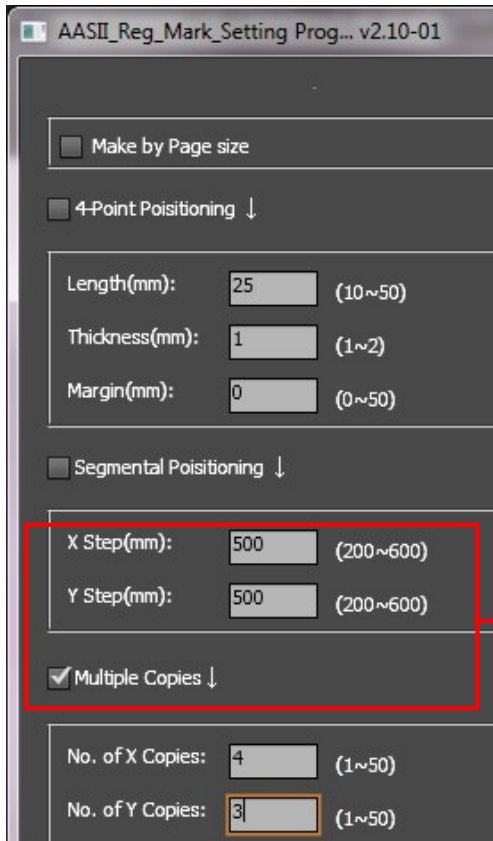 AASII_Reg_Mark_Setting Prog... v2.10-01
Make by Page size
4-Point Poisitioning ↓
Length(mm): 25 (10~50)
Thickness(mm): 1 (1~2)
Margin(mm): 0 (0~50)
Segmental Poisitioning ↓
X Step(mm): 500 (200~600)
Y Step(mm): 500 (200~600)
Multiple Copies ↓
No. of X Copies: 4 (1~50)
No. of Y Copies: 3 (1~50)